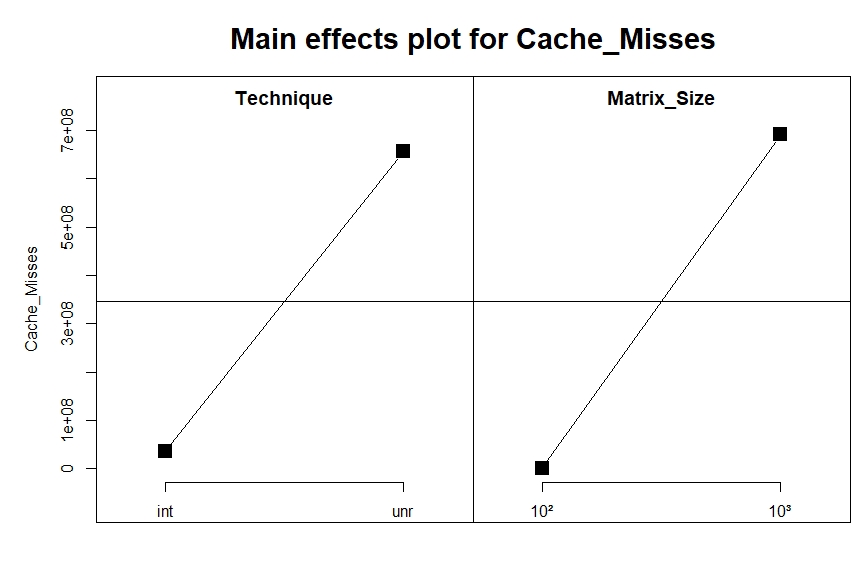 Main effects plot for Cache_Misses
Technique
Matrix_Size
Cache_Misses
7e+08
5e+08
3e+08
1e+08
0
int
unr
10²
10³